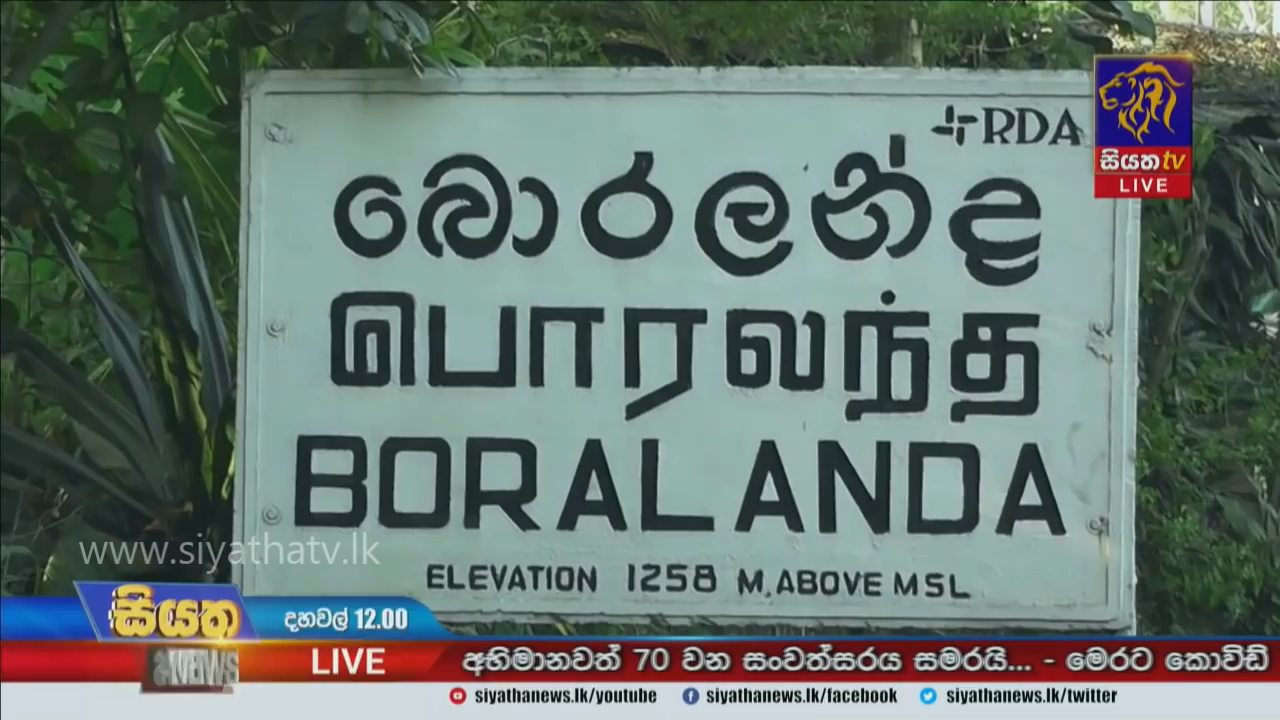 RDA
බොරලන්ද
பொரலந்த
BORALANDA
ELEVATION 1258 M. ABOVE MSL
සියත tv
LIVE
www.siyathatv.lk
සියත
NEWS
දහවල් 12.00
LIVE
අභිමානවත් 70 වන සංවත්සරය සමරයි... - මෙරට කොවිඩ්
siyathanews.lk/youtube siyathanews.lk/facebook siyathanews.lk/twitter